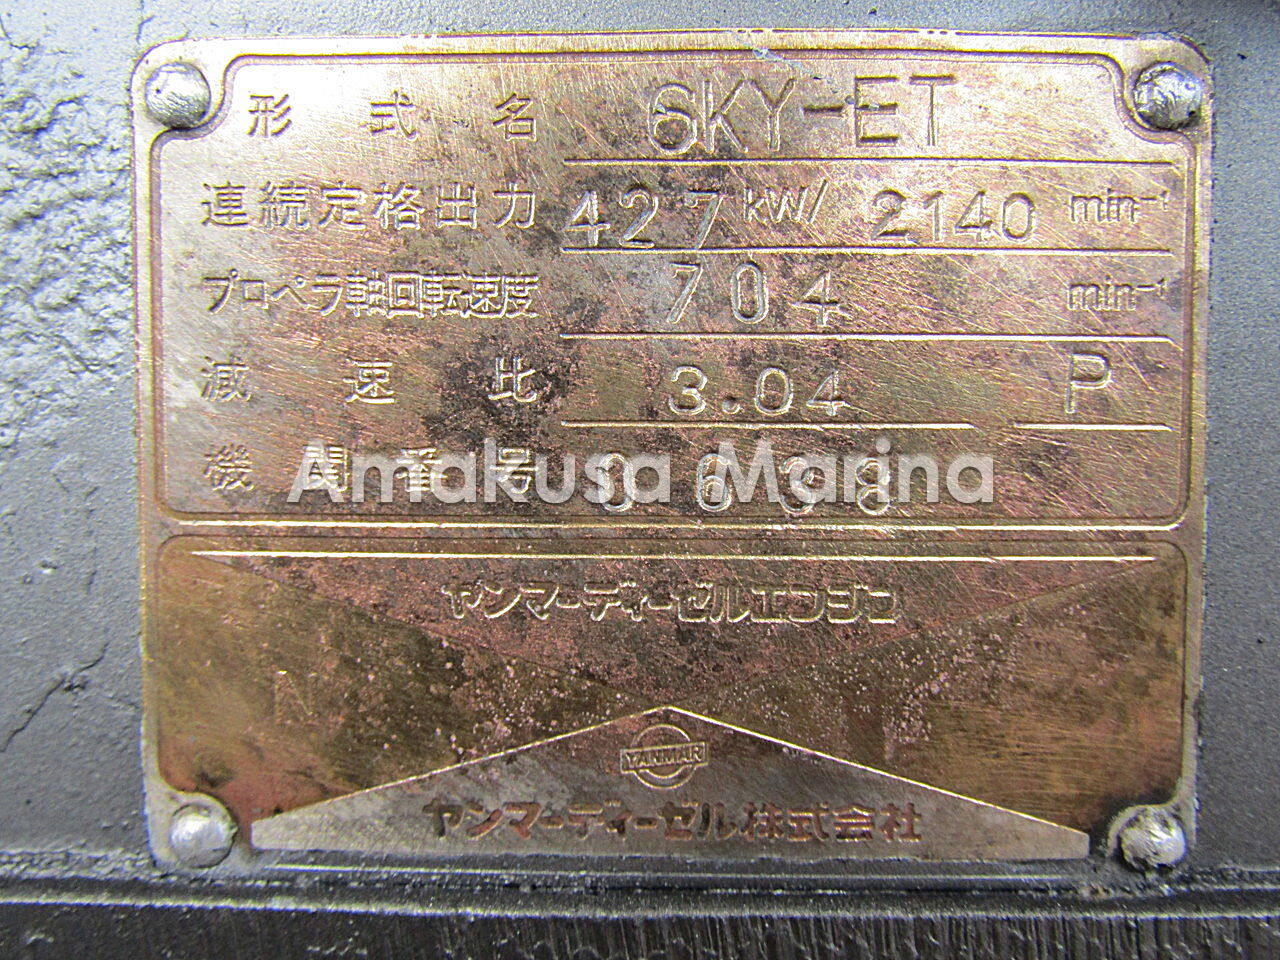 形式名 6KY-ET
連続定格出力 427 kW/ 2140 min-¹
プロペラ軸回転速度 704 min-¹
減速比 3.04 P
機関番号 0638
Amakusa Marina
ヤンマーディーゼルエンジン
YANMAR
ヤンマーディーゼル株式会社